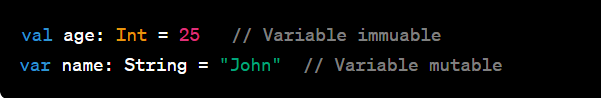 val age: Int = 25   // Variable immuable
var name: String = "John"  // Variable mutable